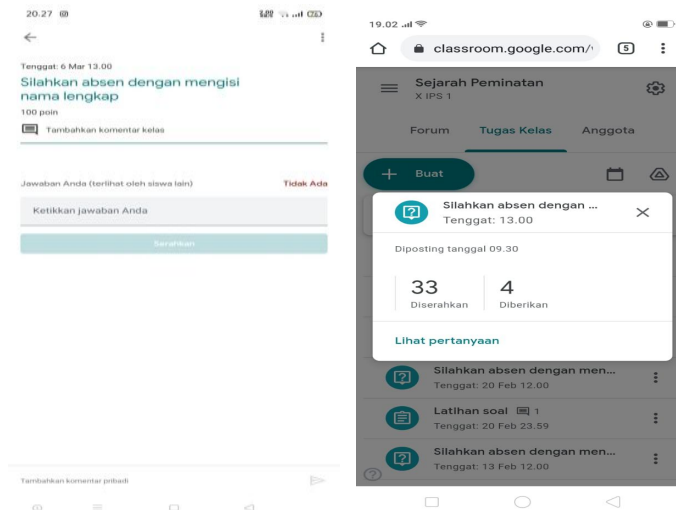 20.27
Tenggat: 6 Mar 13.00
Silahkan absen dengan mengisi
nama lengkap
100 poin
Tambahkan komentar kelas
Jawaban Anda (terlihat oleh siswa lain) Tidak Ada
Ketikkan jawaban Anda
Serahkan
Tambahkan komentar pribadi
19.02
classroom.google.com/ 5
Sejarah Peminatan
X IPS 1
Forum Tugas Kelas Anggota
+ Buat
Silahkan absen dengan ...
Tenggat: 13.00
Diposting tanggal 09.30
33 4
Diserahkan Diberikan
Lihat pertanyaan
Silahkan absen dengan men...
Tenggat: 20 Feb 12.00
Latihan soal 1
Tenggat: 20 Feb 23.59
Silahkan absen dengan men...
Tenggat: 13 Feb 12.00